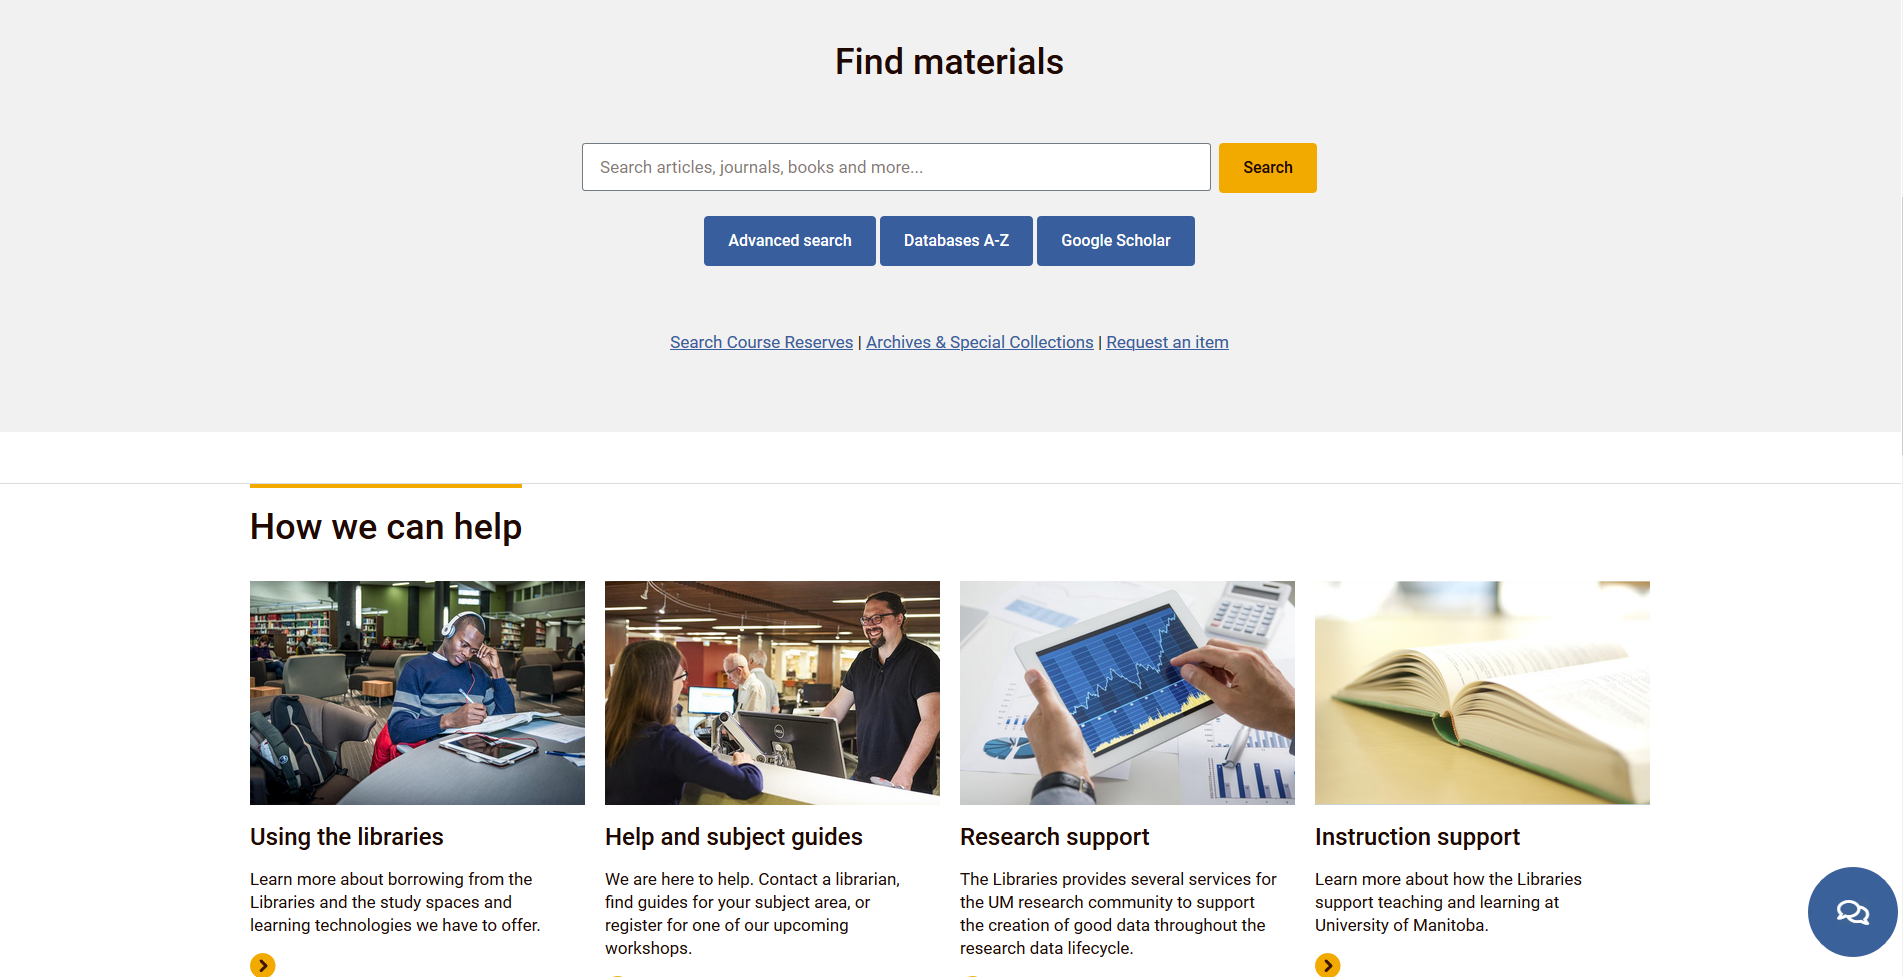 Find materials
Search articles, journals, books and more...
Search
Advanced search
Databases A-Z
Google Scholar
Search Course Reserves | Archives & Special Collections | Request an item
How we can help
Using the libraries
Learn more about borrowing from the
Libraries and the study spaces and
learning technologies we have to offer.
Help and subject guides
We are here to help. Contact a librarian,
find guides for your subject area, or
register for one of our upcoming
workshops.
Research support
The Libraries provides several services for
the UM research community to support
the creation of good data throughout the
research data lifecycle.
Instruction support
Learn more about how the Libraries
support teaching and learning at
University of Manitoba.